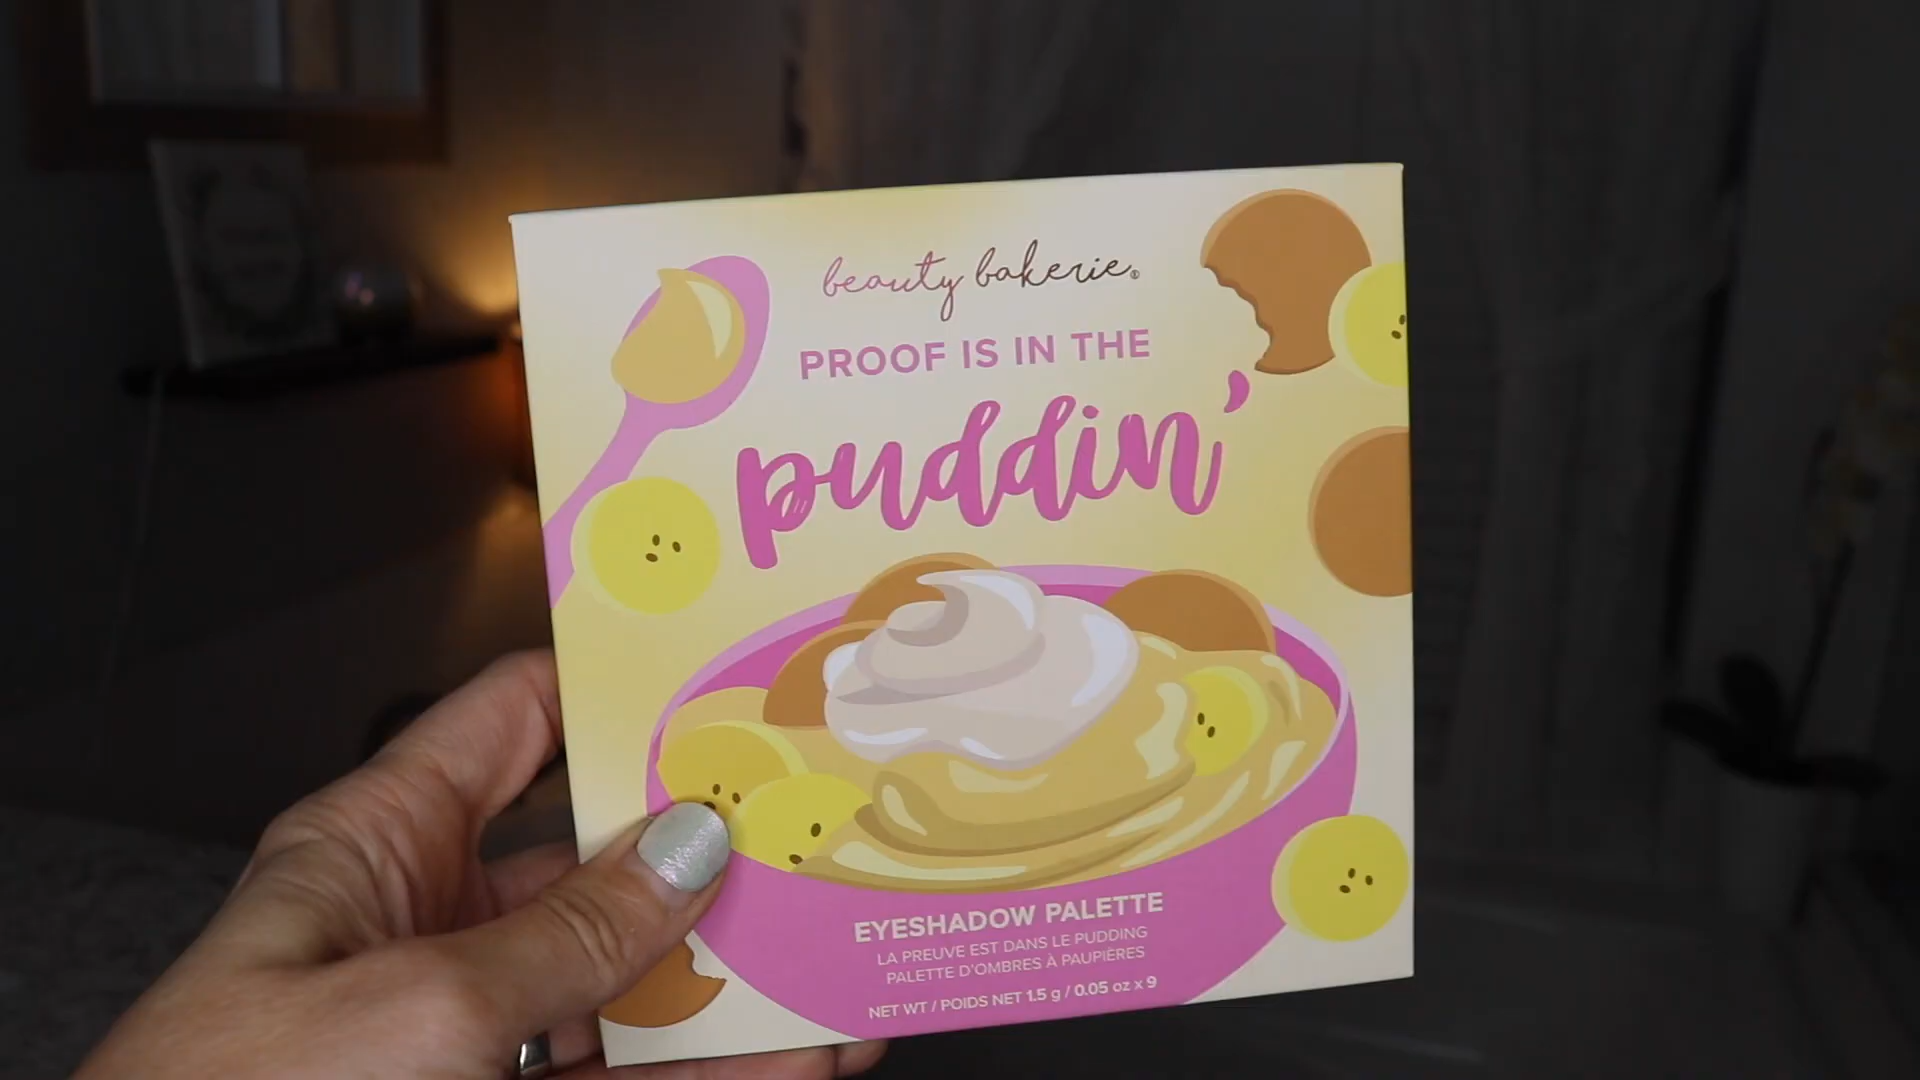 beauty bakerie®
PROOF IS IN THE
puddin'
EYESHADOW PALETTE
LA PREUVE EST DANS LE PUDDING
PALETTE D'OMBRES À PAUPIÈRES
NET WT / POIDS NET 1.5 g / 0.05 oz x 9